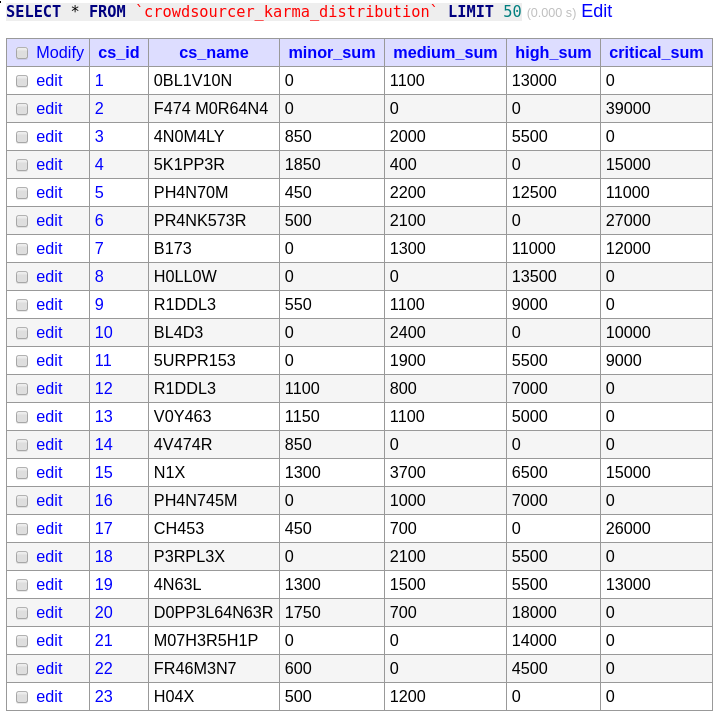 SELECT * FROM `crowdsourcer_karma_distribution` LIMIT 50 (0.000 s) Edit
Modify cs_id cs_name minor_sum medium_sum high_sum critical_sum
edit 1 0BL1V10N 0 1100 13000 0
edit 2 F474 M0R64N4 0 0 0 39000
edit 3 4N0M4LY 850 2000 5500 0
edit 4 5K1PP3R 1850 400 0 15000
edit 5 PH4N70M 450 2200 12500 11000
edit 6 PR4NK573R 500 2100 0 27000
edit 7 B173 0 1300 11000 12000
edit 8 H0LL0W 0 0 13500 0
edit 9 R1DDL3 550 1100 9000 0
edit 10 BL4D3 0 2400 0 10000
edit 11 5URPR153 0 1900 5500 9000
edit 12 R1DDL3 1100 800 7000 0
edit 13 V0Y463 1150 1100 5000 0
edit 14 4V474R 850 0 0 0
edit 15 N1X 1300 3700 6500 15000
edit 16 PH4N745M 0 1000 7000 0
edit 17 CH453 450 700 0 26000
edit 18 P3RPL3X 0 2100 5500 0
edit 19 4N63L 1300 1500 5500 13000
edit 20 D0PP3L64N63R 1750 700 18000 0
edit 21 M07H3R5H1P 0 0 14000 0
edit 22 FR46M3N7 600 0 4500 0
edit 23 H04X 500 1200 0 0